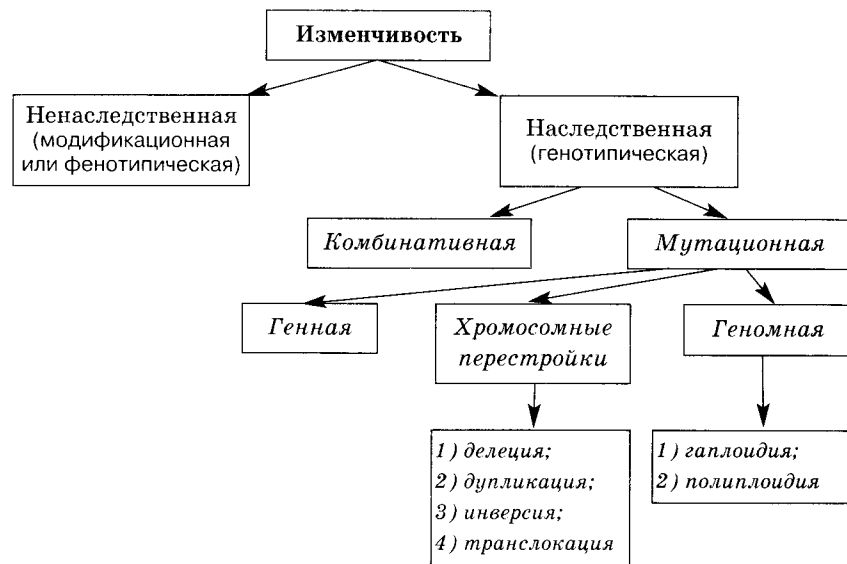 Изменчивость
Ненаследственная
(модификационная
или фенотипическая)
Наследственная
(генотипическая)
Комбинативная
Мутационная
Генная
Хромосомные
перестройки
Геномная
1) делеция;
2) дупликация;
3) инверсия;
4) транслокация
1) гаплоидия;
2) полиплоидия